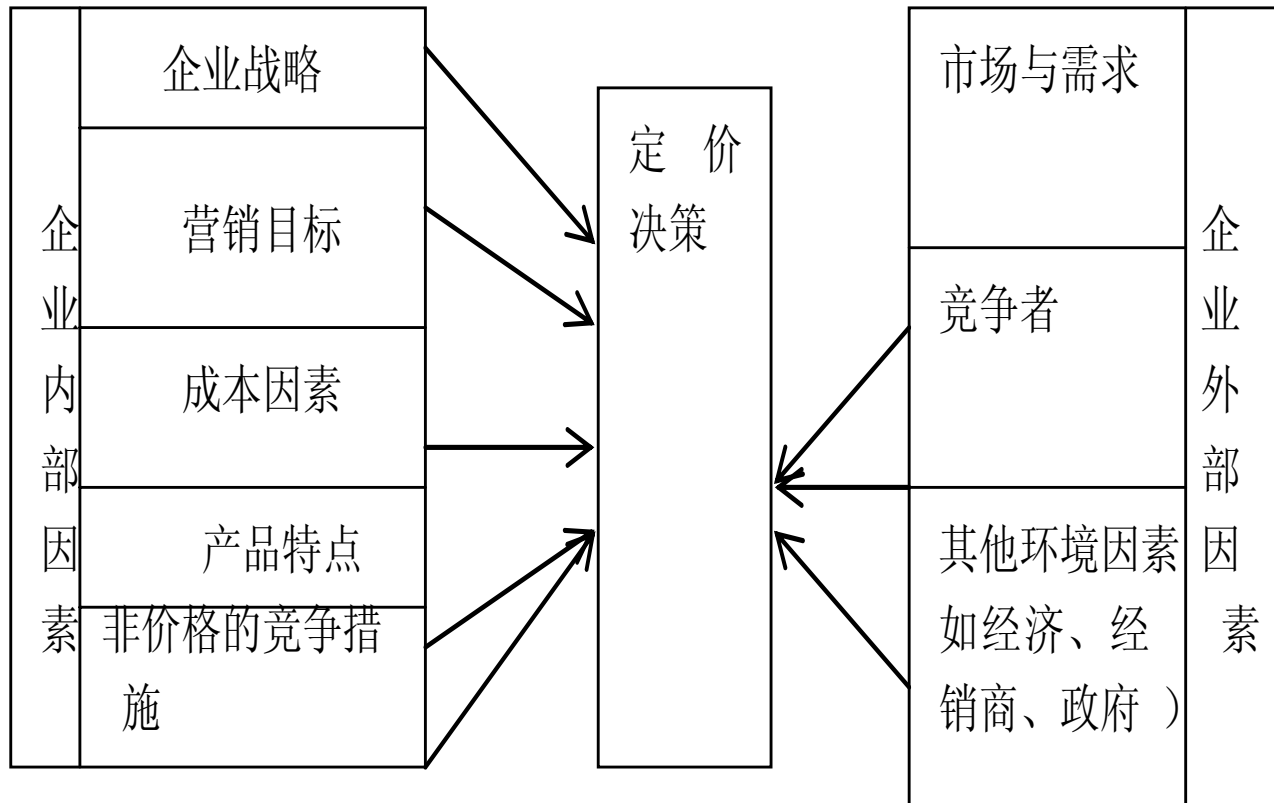 企业内部因素
企业战略
营销目标
成本因素
产品特点
非价格的竞争措
施
定 价
决策
市场与需求
竞争者
其他环境因素
如经济、经
销商、政府 ）
企业外部因素